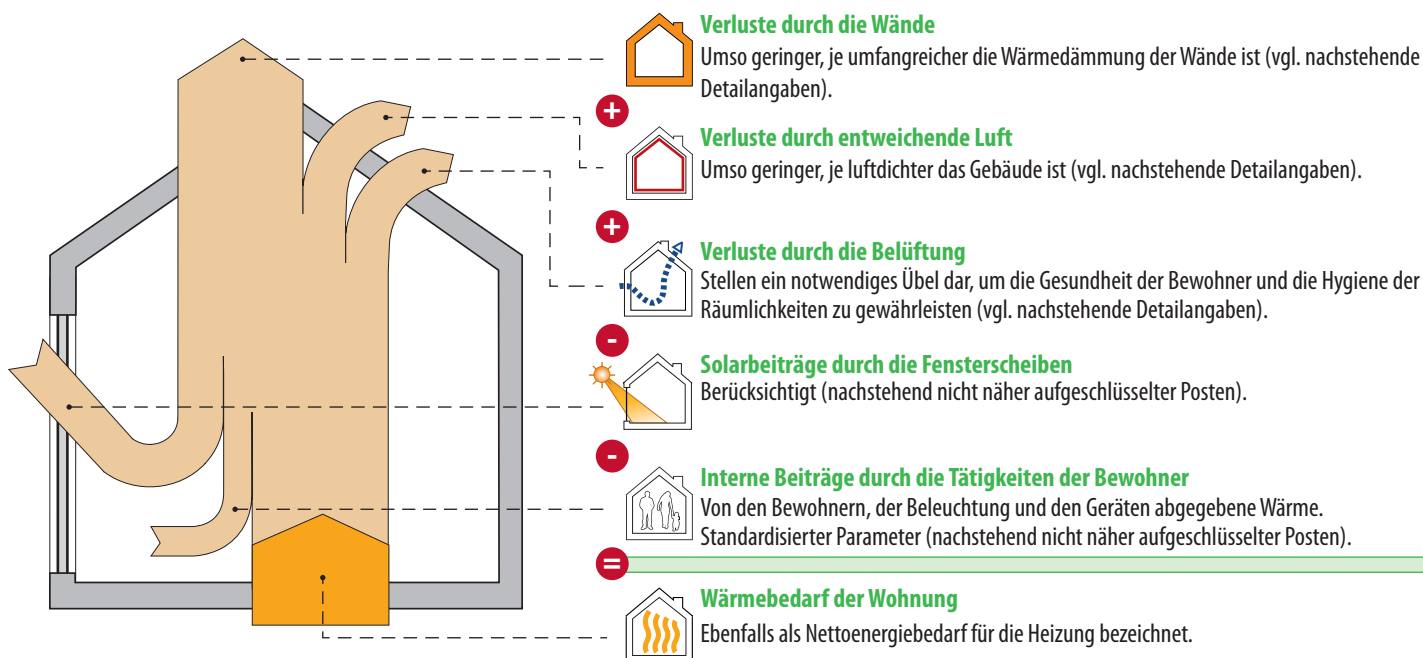 Verluste durch die Wände
Umso geringer, je umfangreicher die Wärmedämmung der Wände ist (vgl. nachstehende
Detailangaben).
+
Verluste durch entweichende Luft
Umso geringer, je luftdichter das Gebäude ist (vgl. nachstehende Detailangaben).
+
Verluste durch die Belüftung
Stellen ein notwendiges Übel dar, um die Gesundheit der Bewohner und die Hygiene der
Räumlichkeiten zu gewährleisten (vgl. nachstehende Detailangaben).
-
Solarbeiträge durch die Fensterscheiben
Berücksichtigt (nachstehend nicht näher aufgeschlüsselter Posten).
-
Interne Beiträge durch die Tätigkeiten der Bewohner
Von den Bewohnern, der Beleuchtung und den Geräten abgegebene Wärme.
Standardisierter Parameter (nachstehend nicht näher aufgeschlüsselter Posten).
=
Wärmebedarf der Wohnung
Ebenfalls als Nettoenergiebedarf für die Heizung bezeichnet.